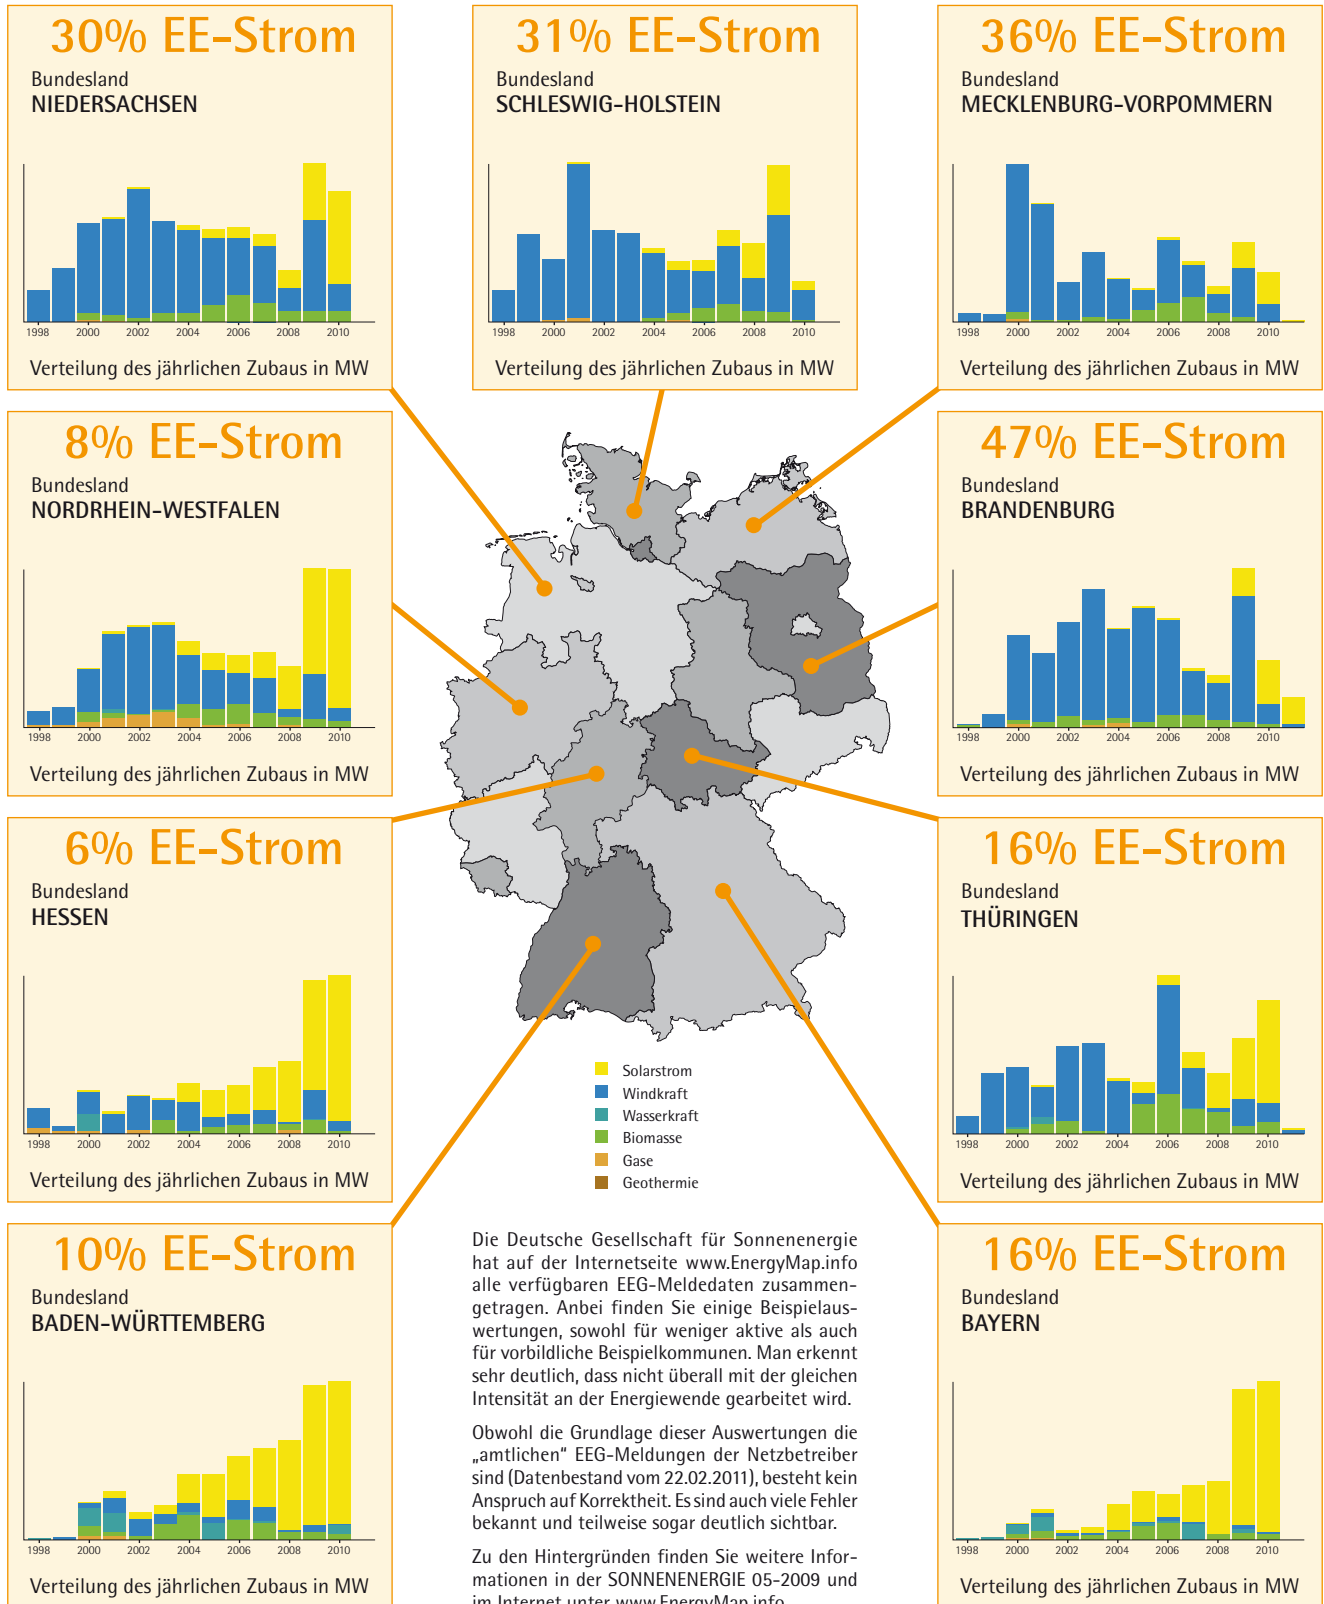 30% EE-Strom
Bundesland
NIEDERSACHSEN
1998 2000 2002 2004 2006 2008 2010
Verteilung des jährlichen Zubaus in MW
31% EE-Strom
Bundesland
SCHLESWIG-HOLSTEIN
1998 2000 2002 2004 2006 2008 2010
Verteilung des jährlichen Zubaus in MW
36% EE-Strom
Bundesland
MECKLENBURG-VORPOMMERN
1998 2000 2002 2004 2006 2008 2010
Verteilung des jährlichen Zubaus in MW
8% EE-Strom
Bundesland
NORDRHEIN-WESTFALEN
1998 2000 2002 2004 2006 2008 2010
Verteilung des jährlichen Zubaus in MW
47% EE-Strom
Bundesland
BRANDENBURG
1998 2000 2002 2004 2006 2008 2010
Verteilung des jährlichen Zubaus in MW
6% EE-Strom
Bundesland
HESSEN
1998 2000 2002 2004 2006 2008 2010
Verteilung des jährlichen Zubaus in MW
16% EE-Strom
Bundesland
THÜRINGEN
1998 2000 2002 2004 2006 2008 2010
Verteilung des jährlichen Zubaus in MW
Solarstrom
Windkraft
Wasserkraft
Biomasse
Gase
Geothermie
10% EE-Strom
Bundesland
BADEN-WÜRTTEMBERG
1998 2000 2002 2004 2006 2008 2010
Verteilung des jährlichen Zubaus in MW
Die Deutsche Gesellschaft für Sonnenenergie
hat auf der Internetseite www.EnergyMap.info
alle verfügbaren EEG-Meldedaten zusammen-
getragen. Anbei finden Sie einige Beispielaus-
wertungen, sowohl für weniger aktive als auch
für vorbildliche Beispielkommunen. Man erkennt
sehr deutlich, dass nicht überall mit der gleichen
Intensität an der Energiewende gearbeitet wird.
Obwohl die Grundlage dieser Auswertungen die
„amtlichen“ EEG-Meldungen der Netzbetreiber
sind (Datenbestand vom 22.02.2011), besteht kein
Anspruch auf Korrektheit. Es sind auch viele Fehler
bekannt und teilweise sogar deutlich sichtbar.
Zu den Hintergründen finden Sie weitere Infor-
mationen in der SONNENENERGIE 05-2009 und
im Internet unter www.EnergyMap.info
16% EE-Strom
Bundesland
BAYERN
1998 2000 2002 2004 2006 2008 2010
Verteilung des jährlichen Zubaus in MW